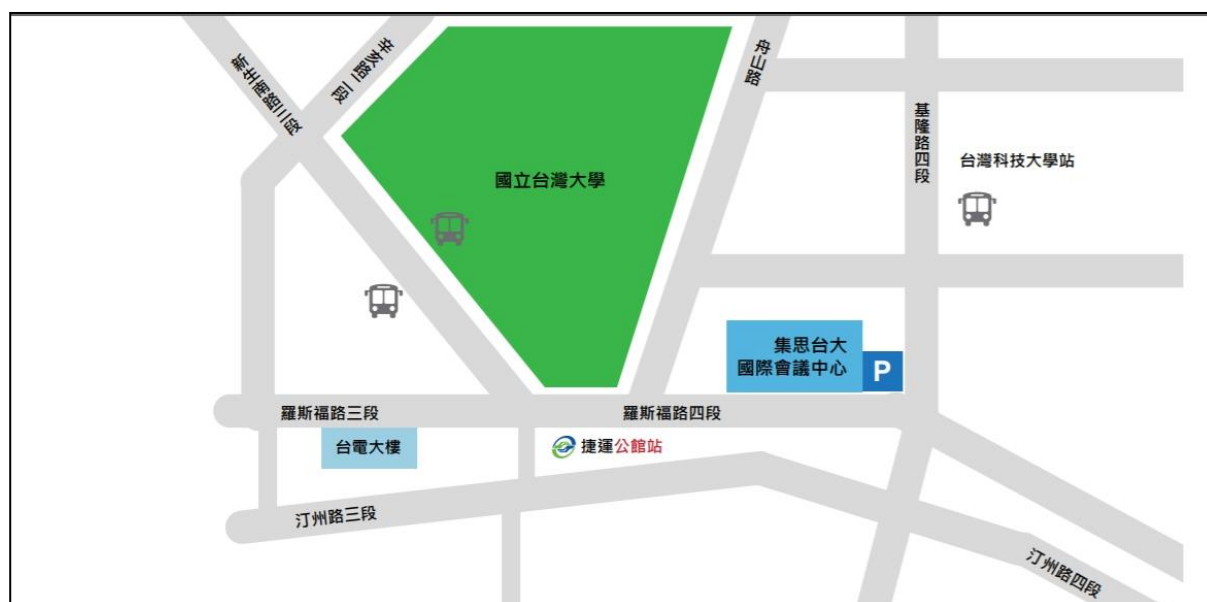 新生南路三段
辛亥路一段
舟山路
基隆路四段
國立台灣大學
台灣科技大學站
集思台大
國際會議中心
P
羅斯福路三段
羅斯福路四段
台電大樓
捷運公館站
汀州路三段
汀州路四段